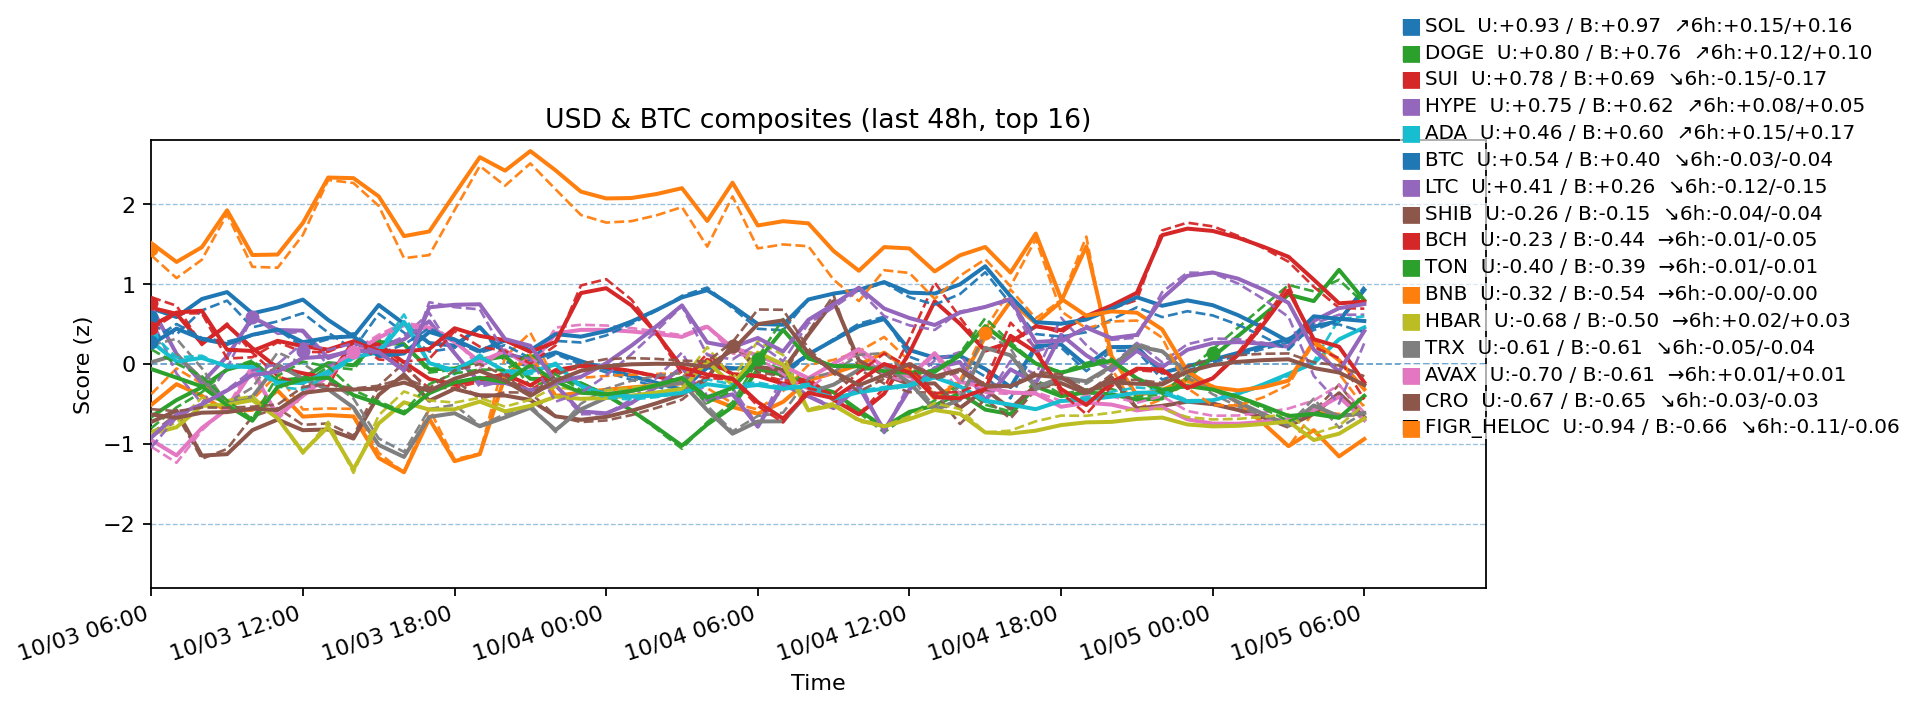 SOL U:+0.93 / B:+0.97 ↗6h:+0.15/+0.16
DOGE U:+0.80 / B:+0.76 ↗6h:+0.12/+0.10
SUI U:+0.78 / B:+0.69 ↘6h:-0.15/-0.17
HYPE U:+0.75 / B:+0.62 ↗6h:+0.08/+0.05
ADA U:+0.46 / B:+0.60 ↗6h:+0.15/+0.17
BTC U:+0.54 / B:+0.40 ↘6h:-0.03/-0.04
LTC U:+0.41 / B:+0.26 ↘6h:-0.12/-0.15
SHIB U:-0.26 / B:-0.15 ↘6h:-0.04/-0.04
BCH U:-0.23 / B:-0.44 →6h:-0.01/-0.05
TON U:-0.40 / B:-0.39 →6h:-0.01/-0.01
BNB U:-0.32 / B:-0.54 →6h:-0.00/-0.00
HBAR U:-0.68 / B:-0.50 →6h:+0.02/+0.03
TRX U:-0.61 / B:-0.61 ↘6h:-0.05/-0.04
AVAX U:-0.70 / B:-0.61 →6h:+0.01/+0.01
CRO U:-0.67 / B:-0.65 ↘6h:-0.03/-0.03
FIGR_HELOC U:-0.94 / B:-0.66 ↘6h:-0.11/-0.06
USD & BTC composites (last 48h, top 16)
Score (z)
2
1
0
−1
−2
10/03 06:00
10/03 12:00
10/03 18:00
10/04 00:00
10/04 06:00
10/04 12:00
10/04 18:00
10/05 00:00
10/05 06:00
Time